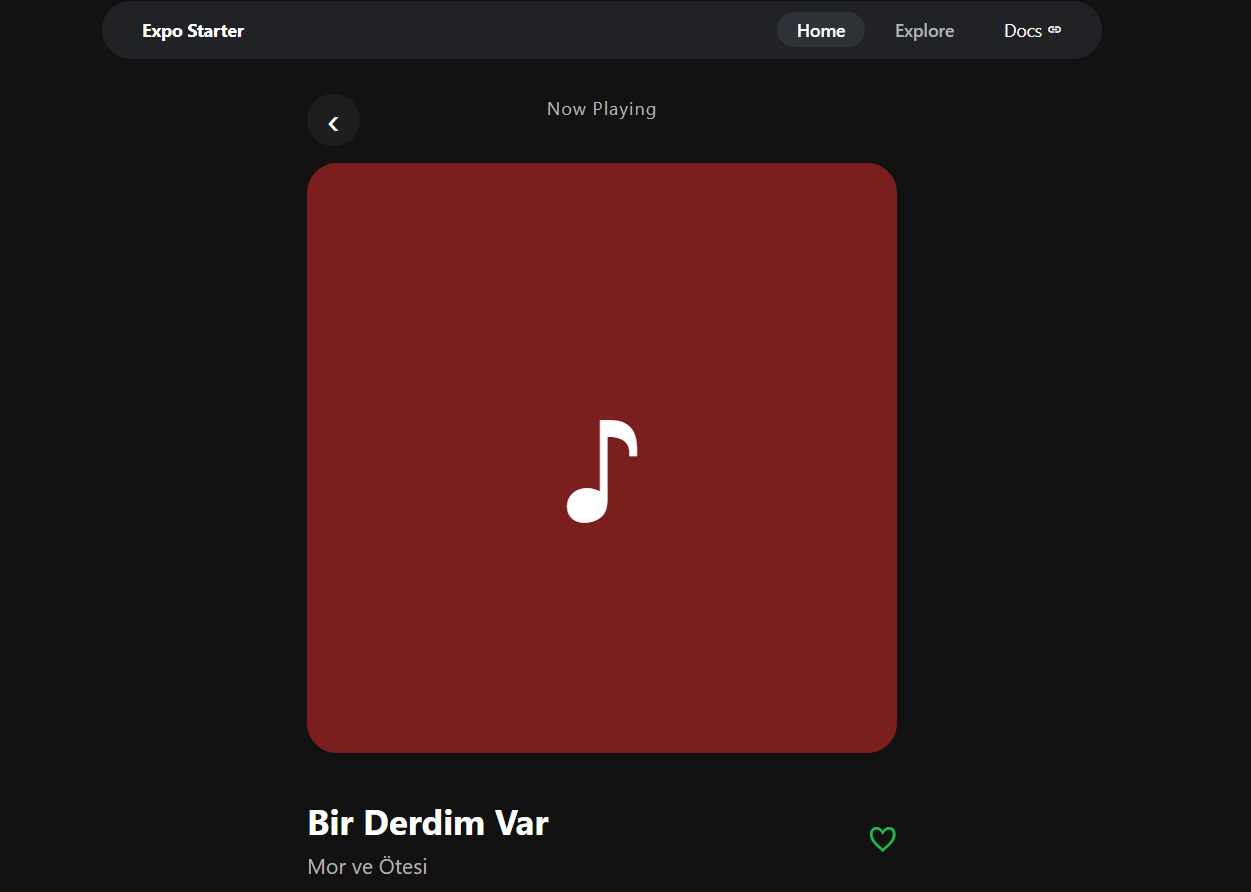 Expo Starter Home Explore Docs
Now Playing
Bir Derdim Var
Mor ve Ötesi